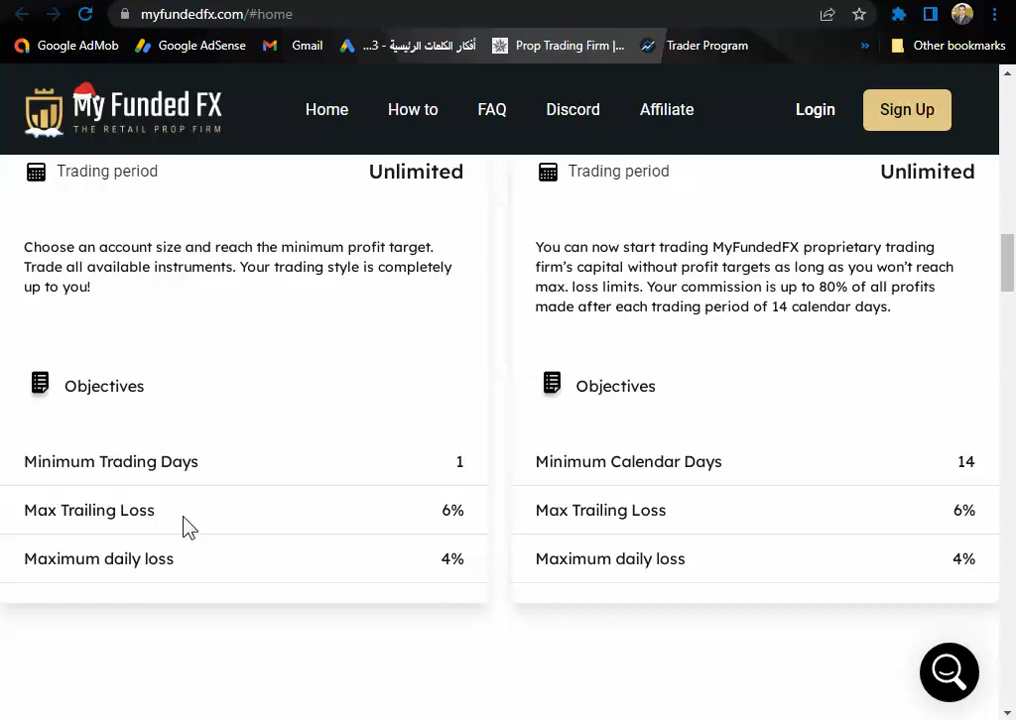 myfundedfx.com/#home
Google AdMob
Google AdSense
Gmail
أفكار الكلمات الرئيسية - 3...
Prop Trading Firm |...
Trader Program
»
Other bookmarks
My Funded FX
THE RETAIL PROP FIRM
Home
How to
FAQ
Discord
Affiliate
Login
Sign Up
Trading period Unlimited
Choose an account size and reach the minimum profit target.
Trade all available instruments. Your trading style is completely
up to you!
Objectives
Minimum Trading Days 1
Max Trailing Loss 6%
Maximum daily loss 4%
Trading period Unlimited
You can now start trading MyFundedFX proprietary trading
firm’s capital without profit targets as long as you won’t reach
max. loss limits. Your commission is up to 80% of all profits
made after each trading period of 14 calendar days.
Objectives
Minimum Calendar Days 14
Max Trailing Loss 6%
Maximum daily loss 4%